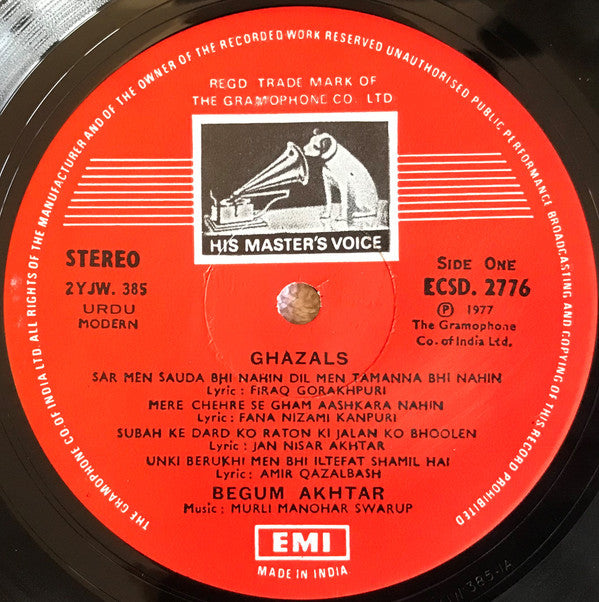 THE GRAMOPHONE CO. OF INDIA LTD. ALL RIGHTS OF THE MANUFACTURER AND OF THE OWNER OF THE RECORDED WORK RESERVED UNAUTHORISED PUBLIC PERFORMANCE BROADCASTING AND COPYING OF THIS RECORD PROHIBITED
REGD. TRADE MARK OF
THE GRAMOPHONE CO. LTD.
HIS MASTER'S VOICE
STEREO
2YJW. 385
URDU
MODERN
SIDE ONE
ECSD. 2776
Ⓟ 1977
The Gramophone
Co. of India Ltd.
GHAZALS
SAR MEN SAUDA BHI NAHIN DIL MEN TAMANNA BHI NAHIN
Lyric : FIRAQ GORAKHPURI
MERE CHEHRE SE GHAM AASHKARA NAHIN
Lyric : FANA NIZAMI KANPURI
SUBAH KE DARD KO RATON KI JALAN KO BHOOLEN
Lyric : JAN NISAR AKHTAR
UNKI BERUKHI MEN BHI ILTEFAT SHAMIL HAI
Lyric : AMIR QAZALBASH
BEGUM AKHTAR
Music : MURLI MANOHAR SWARUP
EMI
MADE IN INDIA
385-1A